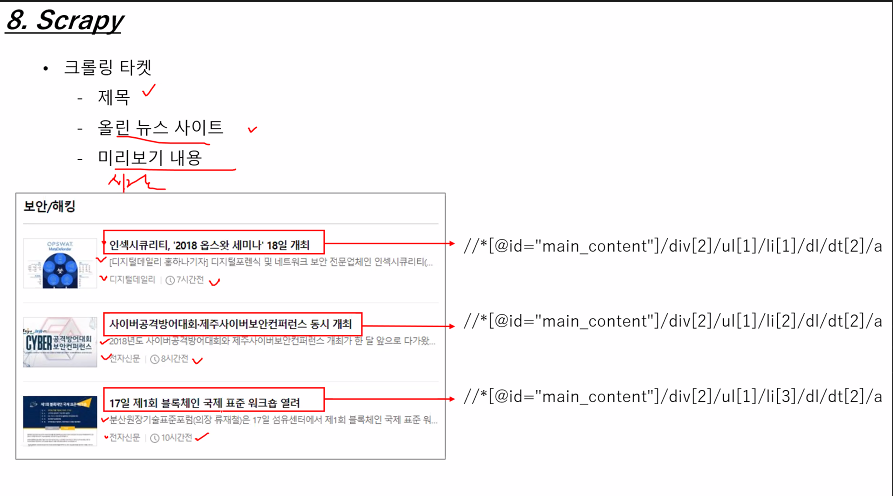 8. Scrapy
• 크롤링 타켓
- 제목
- 올린 뉴스 사이트
- 미리보기 내용
보안/해킹
OPSWAT
인섹시큐리티, '2018 옵스왓 세미나' 18일 개최
[디지털데일리 홍하나기자] 디지털포렌식 및 네트워크 보안 전문업체인 인섹시큐리티(...
디지털데일리 | 7시간전
//*[@id="main_content"]/div[2]/ul[1]/li[1]/dl/dt[2]/a
CYBER 공격방어대회 보안컨퍼런스
사이버공격방어대회·제주사이버보안컨퍼런스 동시 개최
2018년도 사이버공격방어대회와 제주사이버보안컨퍼런스 개최가 한 달 앞으로 다가왔...
전자신문 | 8시간전
//*[@id="main_content"]/div[2]/ul[1]/li[2]/dl/dt[2]/a
17일 제1회 블록체인 국제 표준 워크숍 열려
분산원장기술표준포럼(의장 류재철)은 17일 섬유센터에서 제1회 블록체인 국제 표준 워...
전자신문 | 10시간전
//*[@id="main_content"]/div[2]/ul[1]/li[3]/dl/dt[2]/a